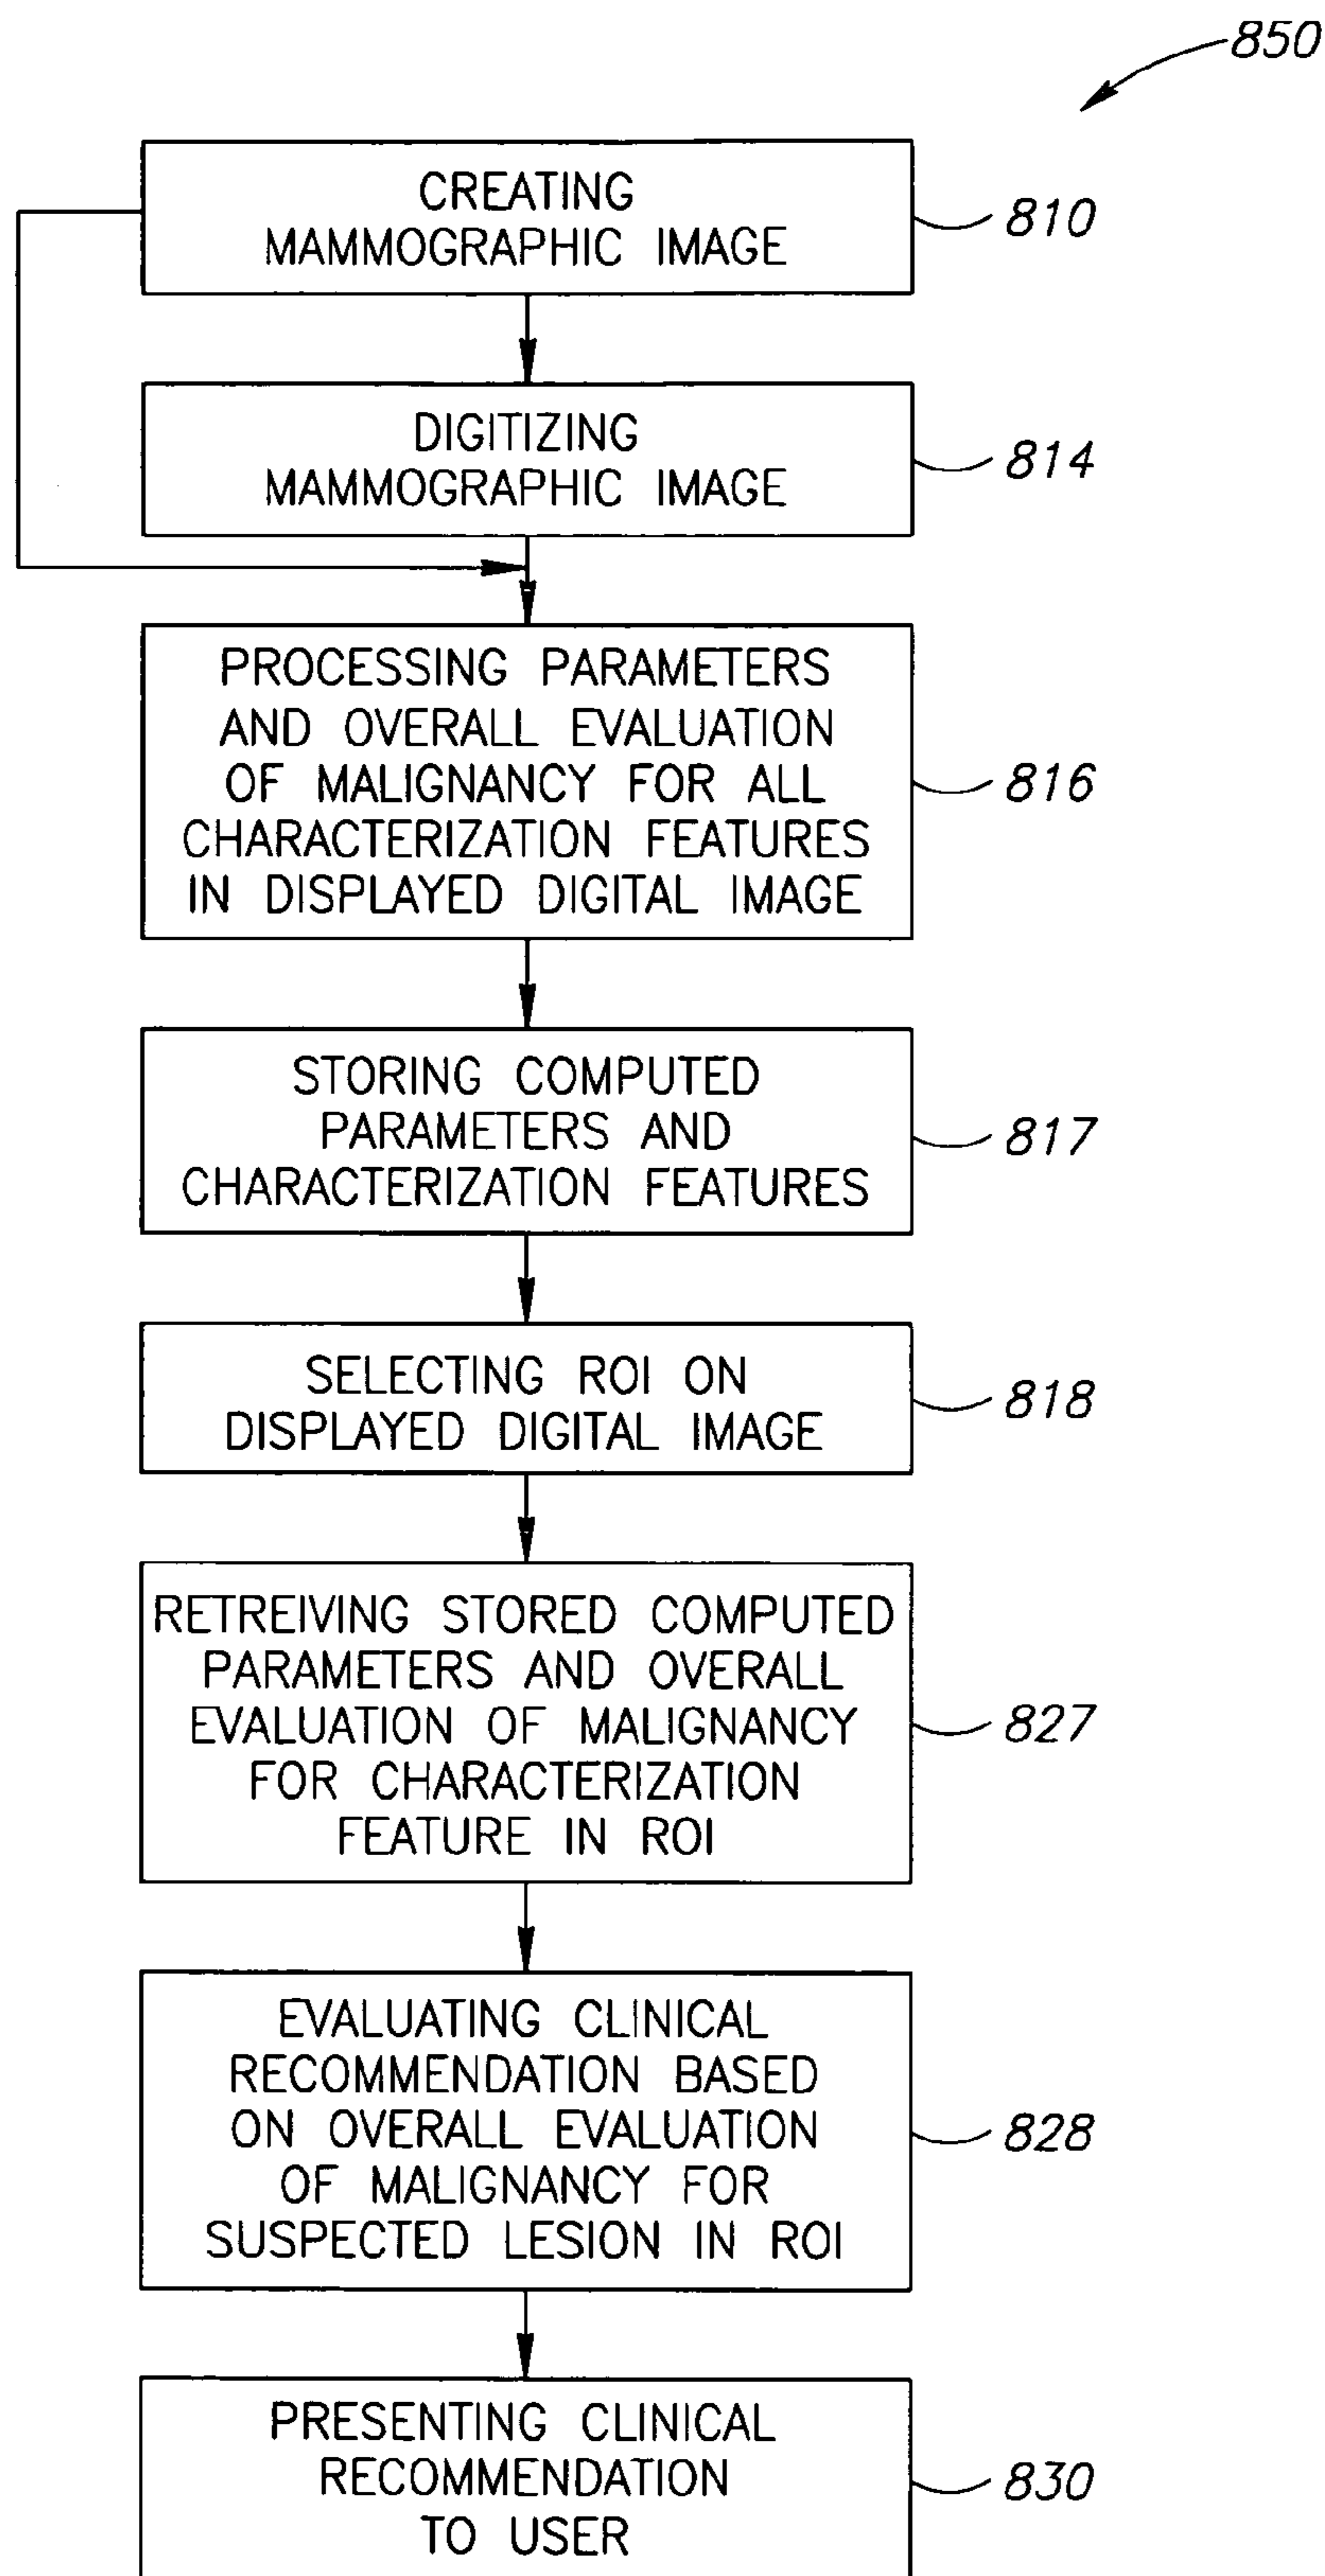 850
CREATING
MAMMOGRAPHIC IMAGE
810
DIGITIZING
MAMMOGRAPHIC IMAGE
814
PROCESSING PARAMETERS
AND OVERALL EVALUATION
OF MALIGNANCY FOR ALL
CHARACTERIZATION FEATURES
IN DISPLAYED DIGITAL IMAGE
816
STORING COMPUTED
PARAMETERS AND
CHARACTERIZATION FEATURES
817
SELECTING ROI ON
DISPLAYED DIGITAL IMAGE
818
RETREIVING STORED COMPUTED
PARAMETERS AND OVERALL
EVALUATION OF MALIGNANCY
FOR CHARACTERIZATION
FEATURE IN ROI
827
EVALUATING CLINICAL
RECOMMENDATION BASED
ON OVERALL EVALUATION
OF MALIGNANCY FOR
SUSPECTED LESION IN ROI
828
PRESENTING CLINICAL
RECOMMENDATION
TO USER
830